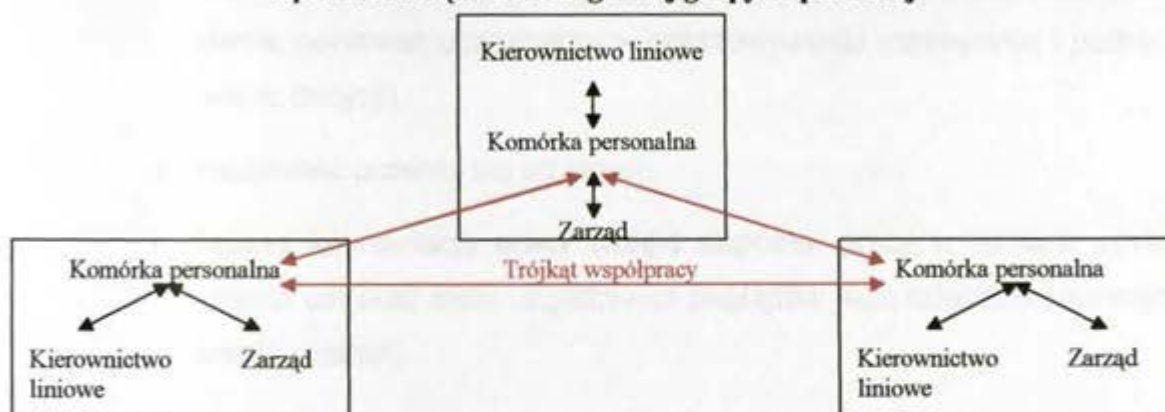 Kierownictwo liniowe
Komórka personalna
Zarząd
Komórka personalna
Trójkąt współpracy
Komórka personalna
Kierownictwo
liniowe
Zarząd
Kierownictwo
liniowe
Zarząd